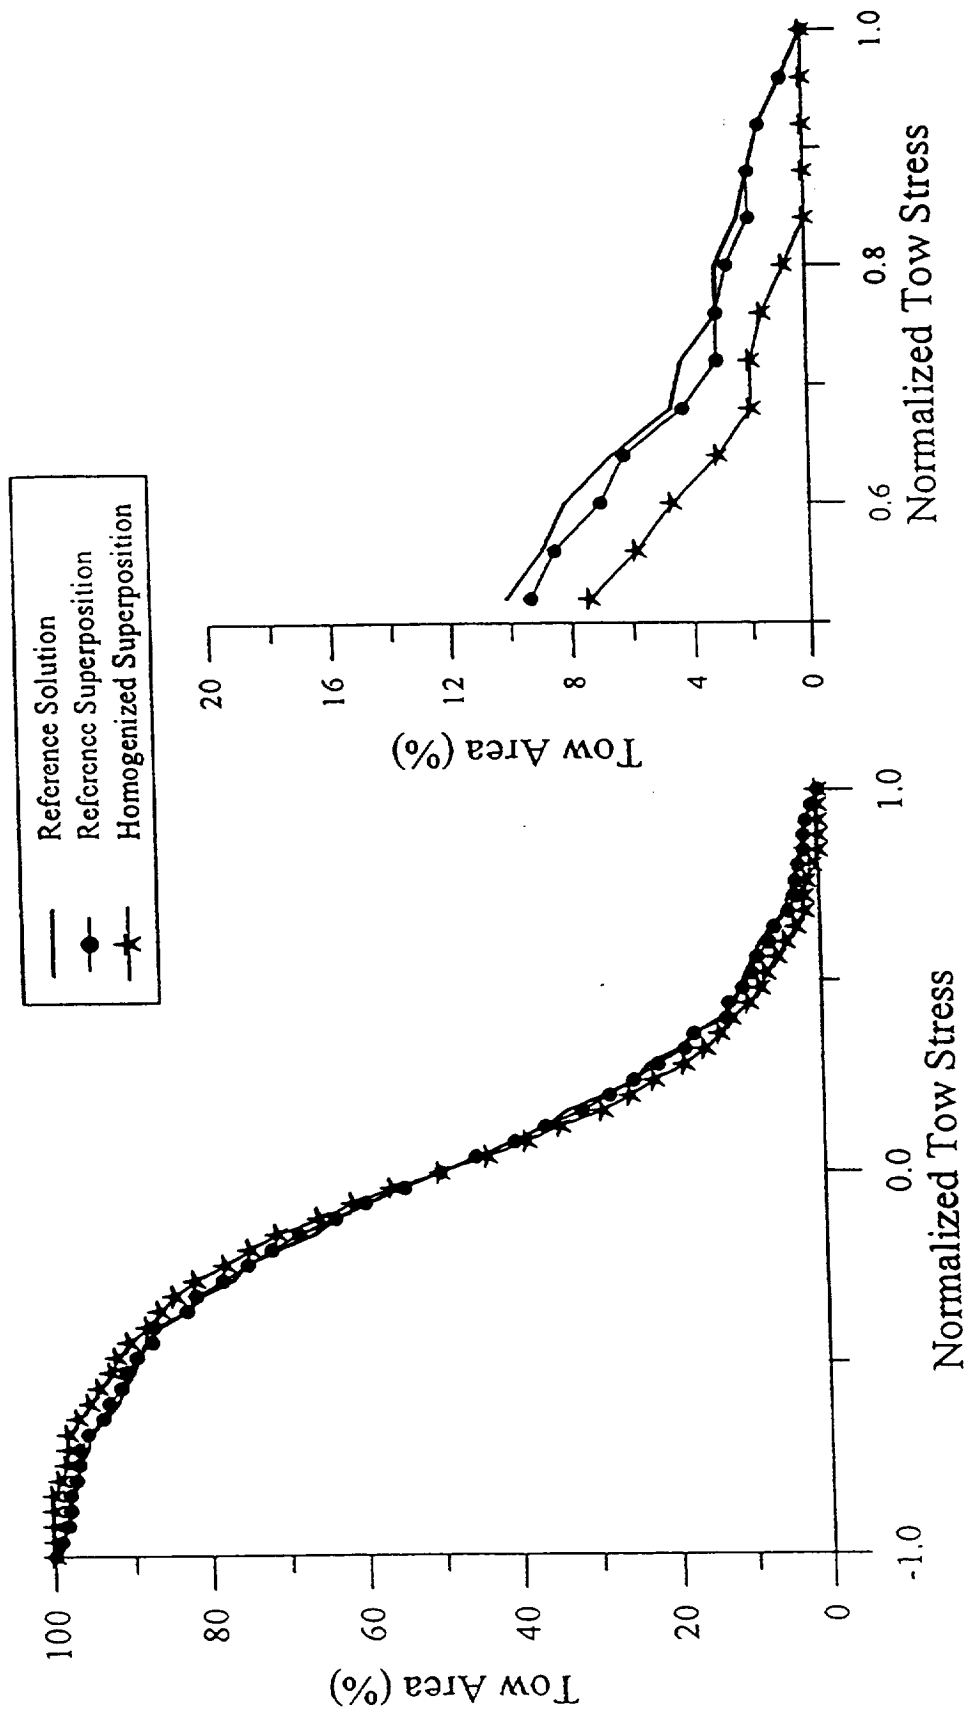 Reference Solution
Reference Superposition
Homogenized Superposition
Tow Area (%)
100
80
60
40
20
0
-1.0
0.0
1.0
Normalized Tow Stress
Tow Area (%)
20
16
12
8
4
0
0.6
0.8
1.0
Normalized Tow Stress